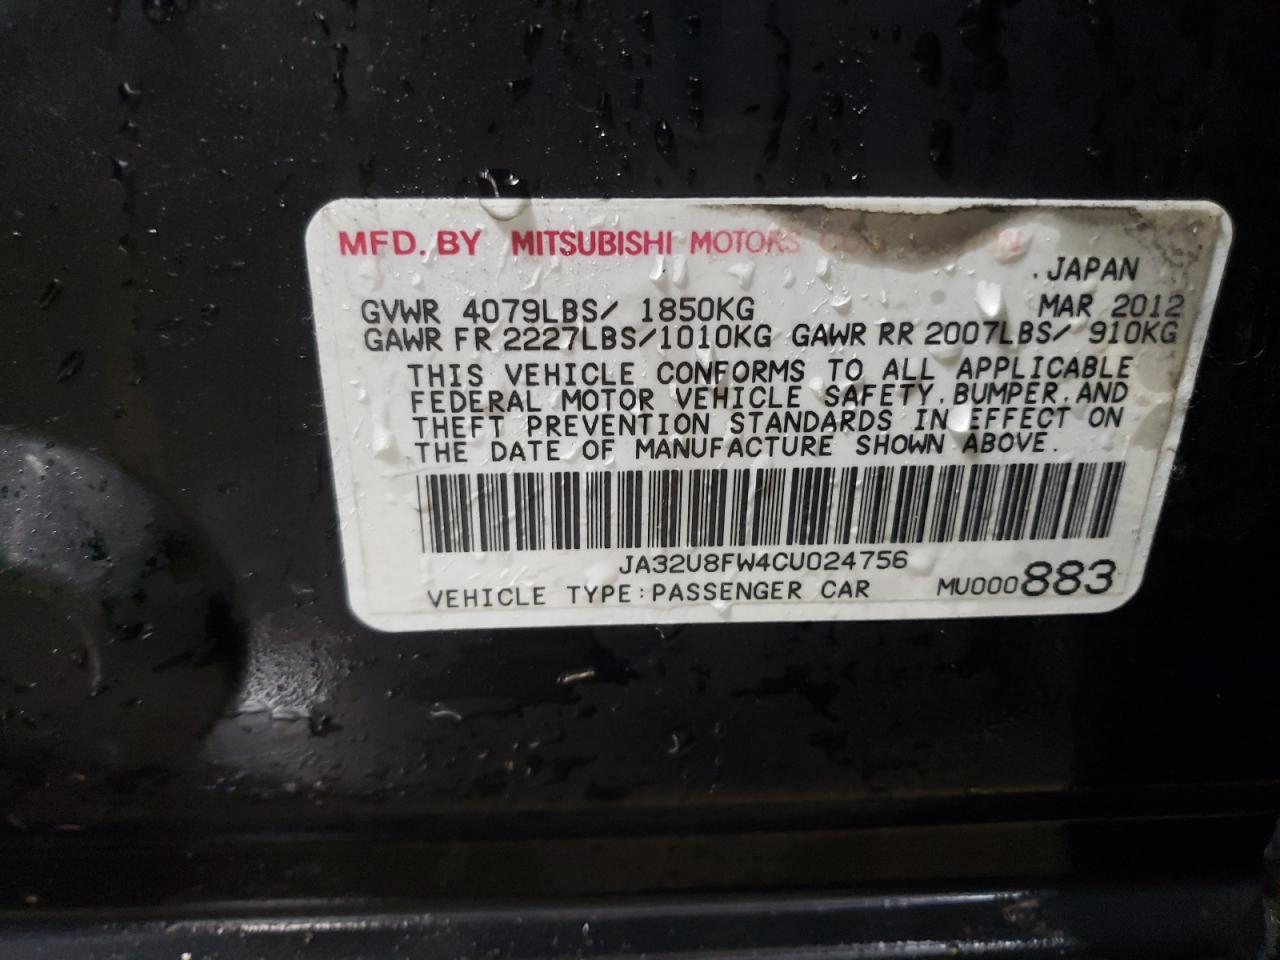 MFD. BY MITSUBISHI MOTORS
JAPAN
GVWR 4079LBS/ 1850KG MAR 2012
GAWR FR 2227LBS/1010KG GAWR RR 2007LBS/ 910KG
THIS VEHICLE CONFORMS TO ALL APPLICABLE
FEDERAL MOTOR VEHICLE SAFETY, BUMPER, AND
THEFT PREVENTION STANDARDS IN EFFECT ON
THE DATE OF MANUFACTURE SHOWN ABOVE.
JA32U8FW4CU024756
VEHICLE TYPE:PASSENGER CAR MU000883